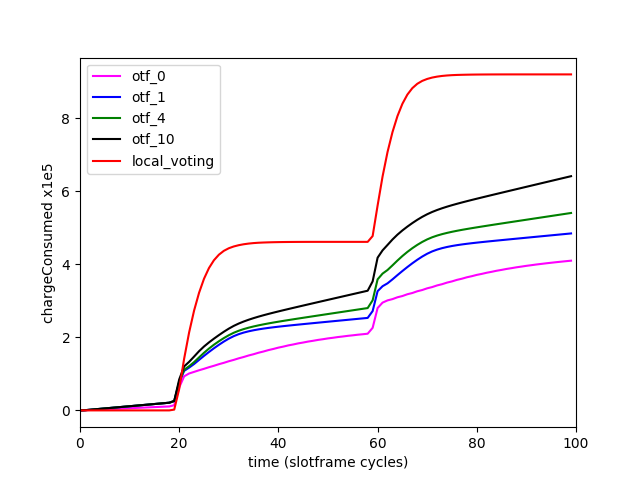 otf_0
otf_1
otf_4
otf_10
local_voting
chargeConsumed x1e5
8
6
4
2
0
0 20 40 60 80 100
time (slotframe cycles)